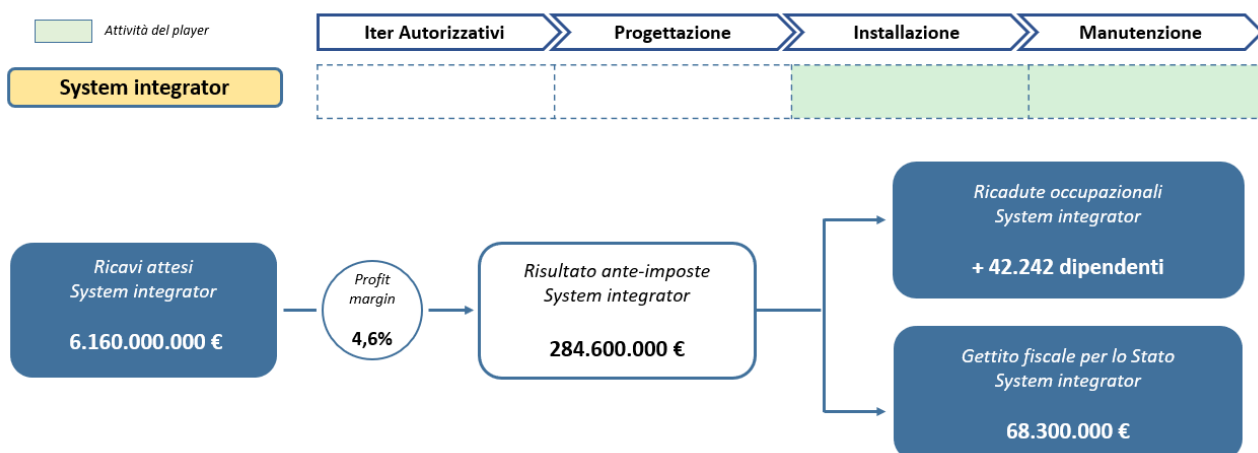 Attività del player
Iter Autorizzativi
Progettazione
Installazione
Manutenzione
System integrator
Ricavi attesi
System integrator
6.160.000.000 €
Profit
margin
4,6%
Risultato ante-imposte
System integrator
284.600.000 €
Ricadute occupazionali
System integrator
+ 42.242 dipendenti
Gettito fiscale per lo Stato
System integrator
68.300.000 €